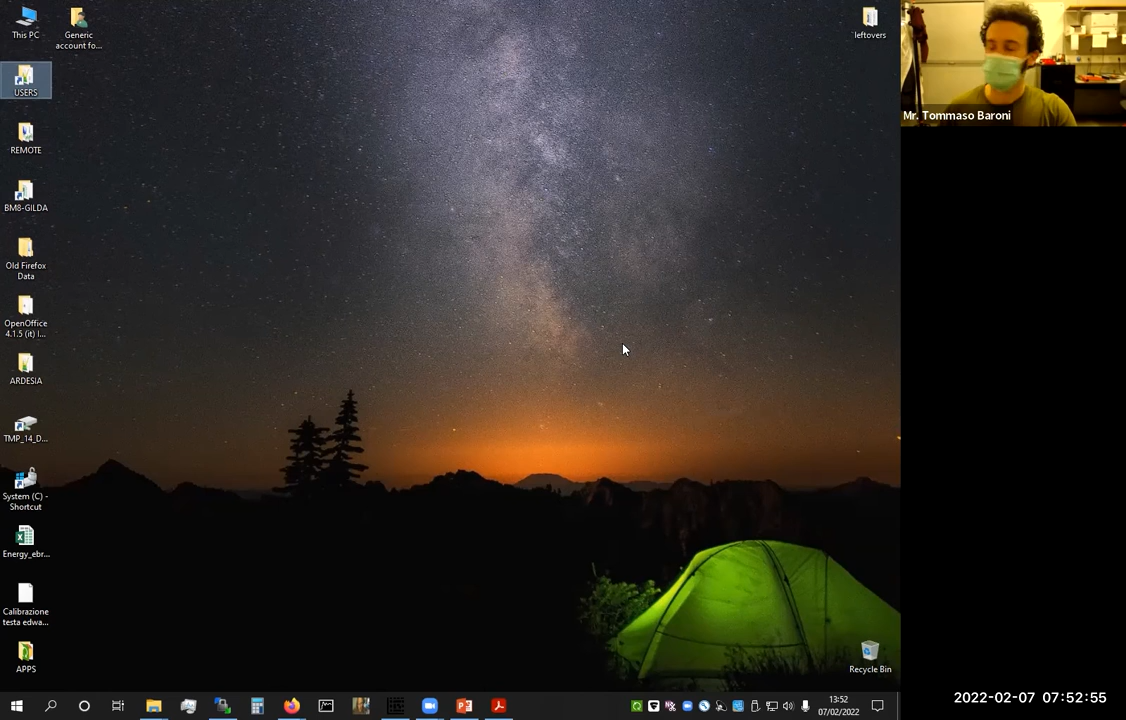 This PC
Generic
account fo...
leftovers
USERS
Mr. Tommaso Baroni
REMOTE
BM8-GILDA
Old Firefox
Data
OpenOffice
4.1.5 (it) I...
ARDESIA
TMP_14_D...
System (C) -
Shortcut
Energy_ebr...
Calibrazione
testa edwa...
APPS
Recycle Bin
13:52
07/02/2022
2022-02-07 07:52:55